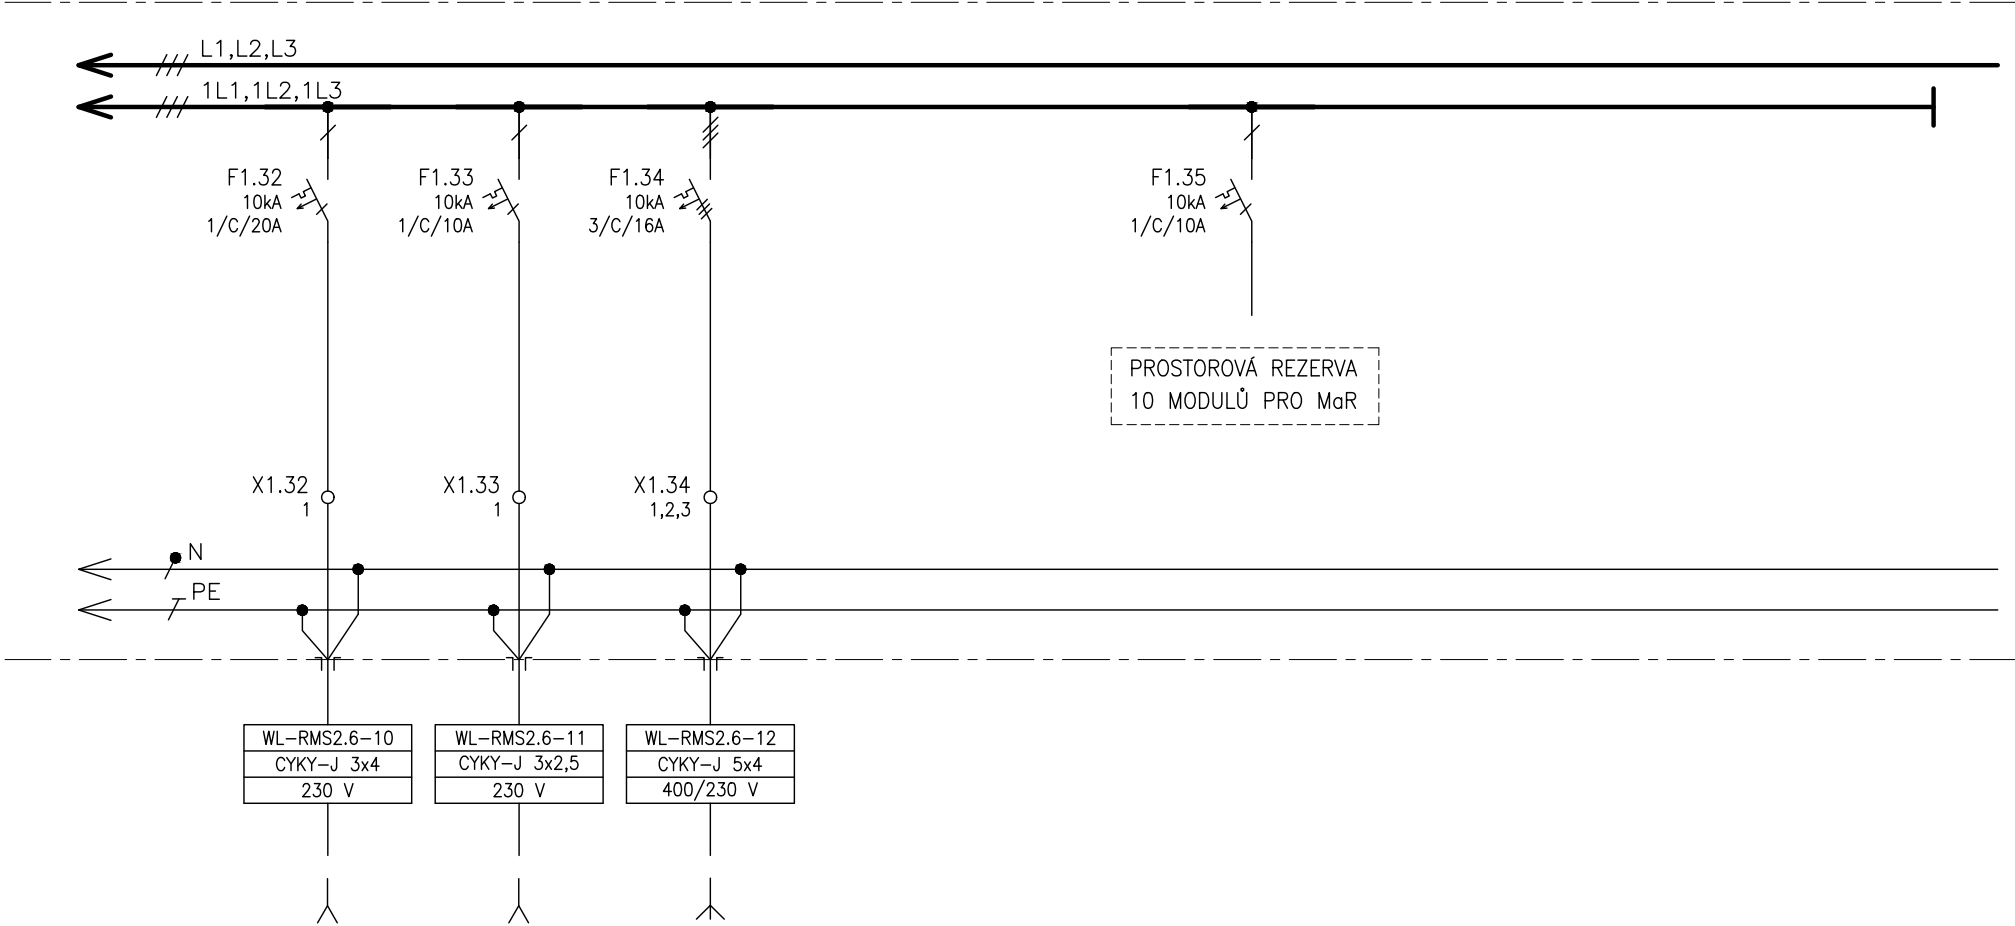 L1,L2,L3
1L1,1L2,1L3
F1.32
10kA
1/C/20A
F1.33
10kA
1/C/10A
F1.34
10kA
3/C/16A
F1.35
10kA
1/C/10A
PROSTOROVÁ REZERVA
10 MODULŮ PRO MaR
X1.32
1
X1.33
1
X1.34
1,2,3
N
PE
WL-RMS2.6-10
CYKY-J 3x4
230 V
WL-RMS2.6-11
CYKY-J 3x2,5
230 V
WL-RMS2.6-12
CYKY-J 5x4
400/230 V